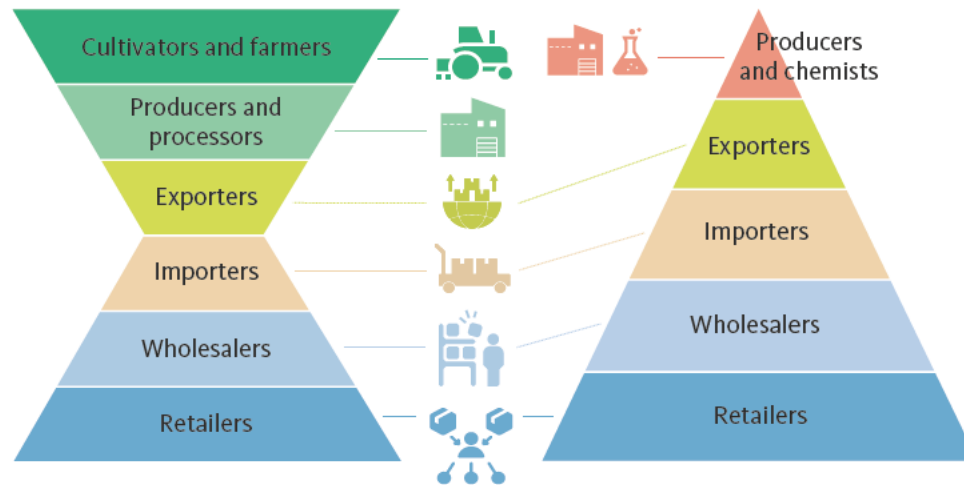 Cultivators and farmers
Producers and
processors
Exporters
Importers
Wholesalers
Retailers
Producers
and chemists
Exporters
Importers
Wholesalers
Retailers